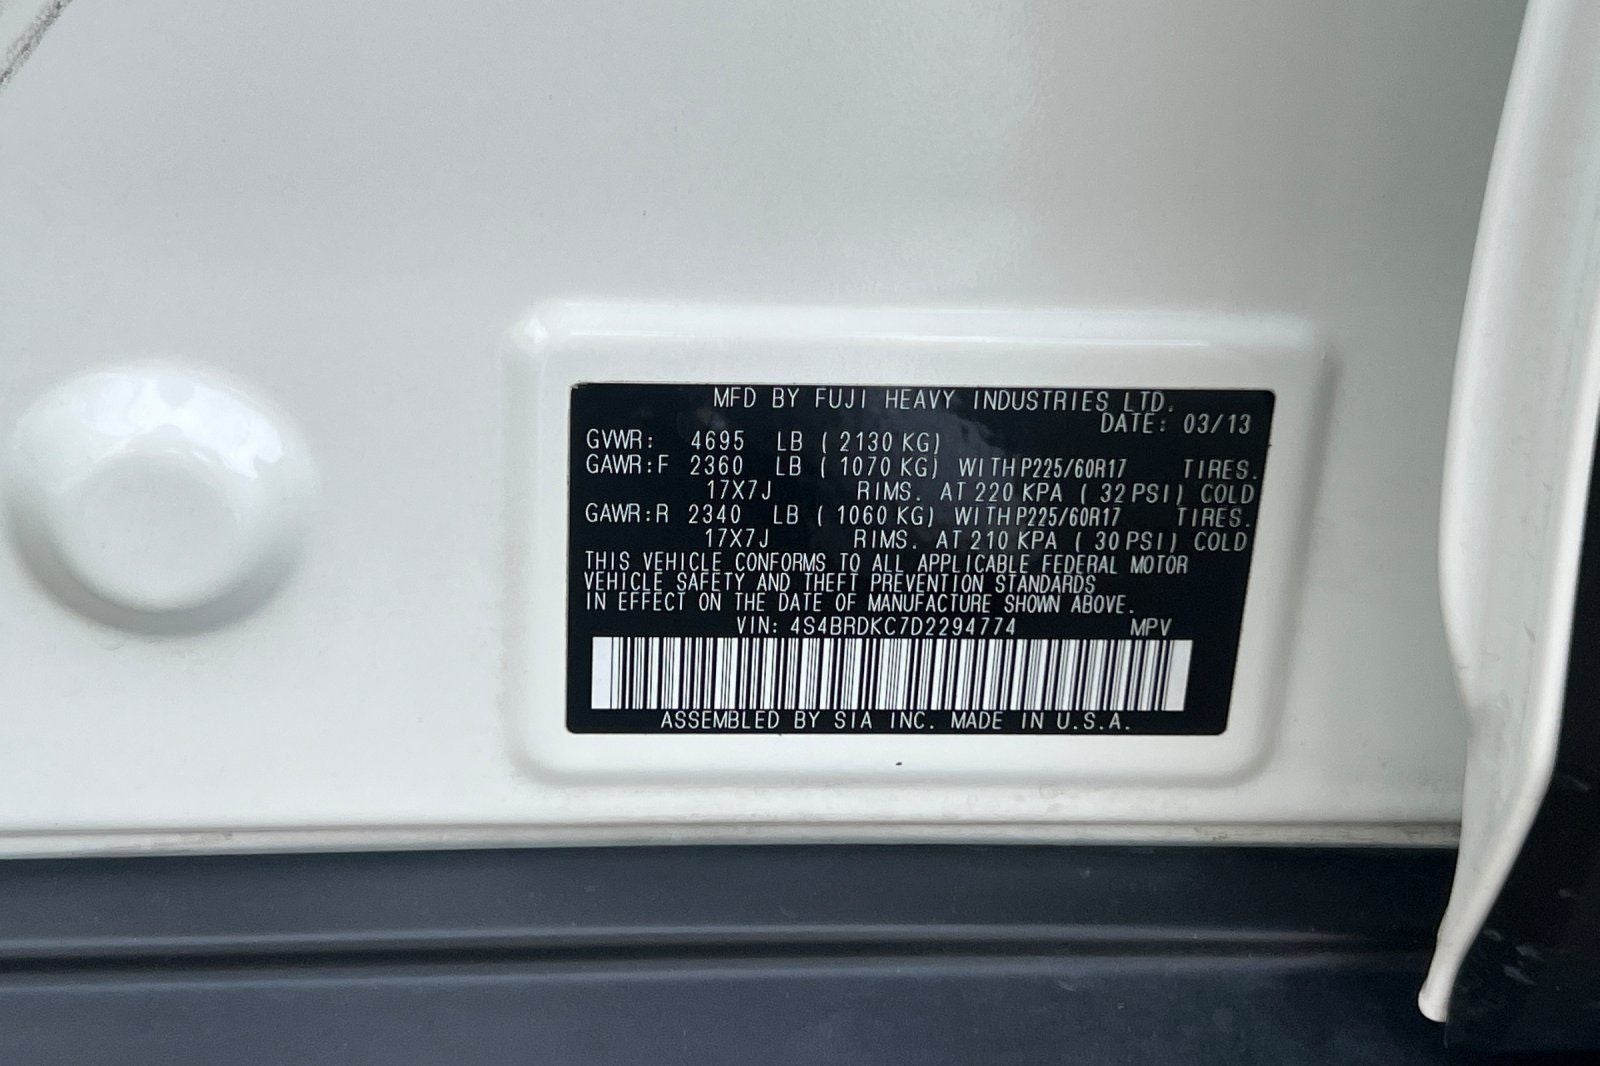 MFD BY FUJI HEAVY INDUSTRIES LTD.
DATE: 03/13
GVWR: 4695 LB (2130 KG)
GAWR:F 2360 LB (1070 KG) WITH P225/60R17 TIRES.
17X7J RIMS. AT 220 KPA (32 PSI) COLD
GAWR:R 2340 LB (1060 KG) WITH P225/60R17 TIRES.
17X7J RIMS. AT 210 KPA (30 PSI) COLD
THIS VEHICLE CONFORMS TO ALL APPLICABLE FEDERAL MOTOR
VEHICLE SAFETY AND THEFT PREVENTION STANDARDS
IN EFFECT ON THE DATE OF MANUFACTURE SHOWN ABOVE.
VIN: 4S4BRDKC7D2294774 MPV
ASSEMBLED BY SIA INC. MADE IN U.S.A.